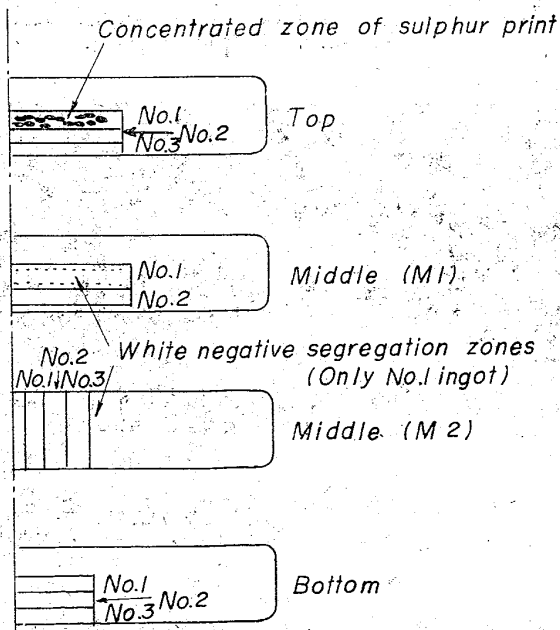 Concentrated zone of sulphur print
No.1
No.2
No.3
Top
No.1
No.2
Middle (M1)
White negative segregation zones
(Only No.1 ingot)
No.2
No.1 No.3
Middle (M2)
No.1
No.2
No.3
Bottom